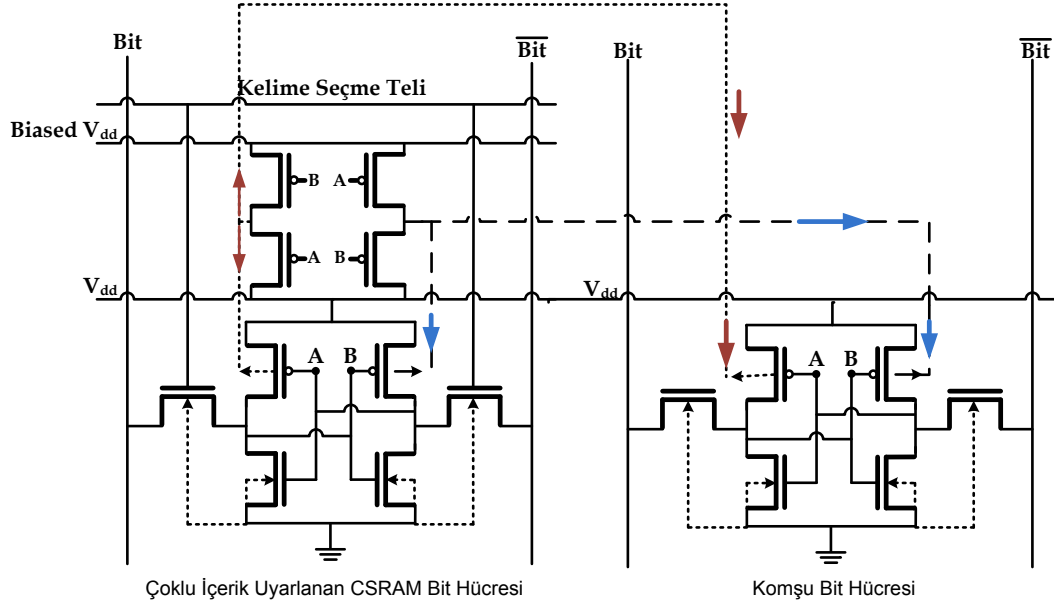 Bit
Bit
Bit
Bit
Kelime Seçme Teli
Biased Vdd
B
A
A
B
Vdd
Vdd
A
B
A
B
Çoklu İçerik Uyarlanan CSRAM Bit Hücresi
Komşu Bit Hücresi